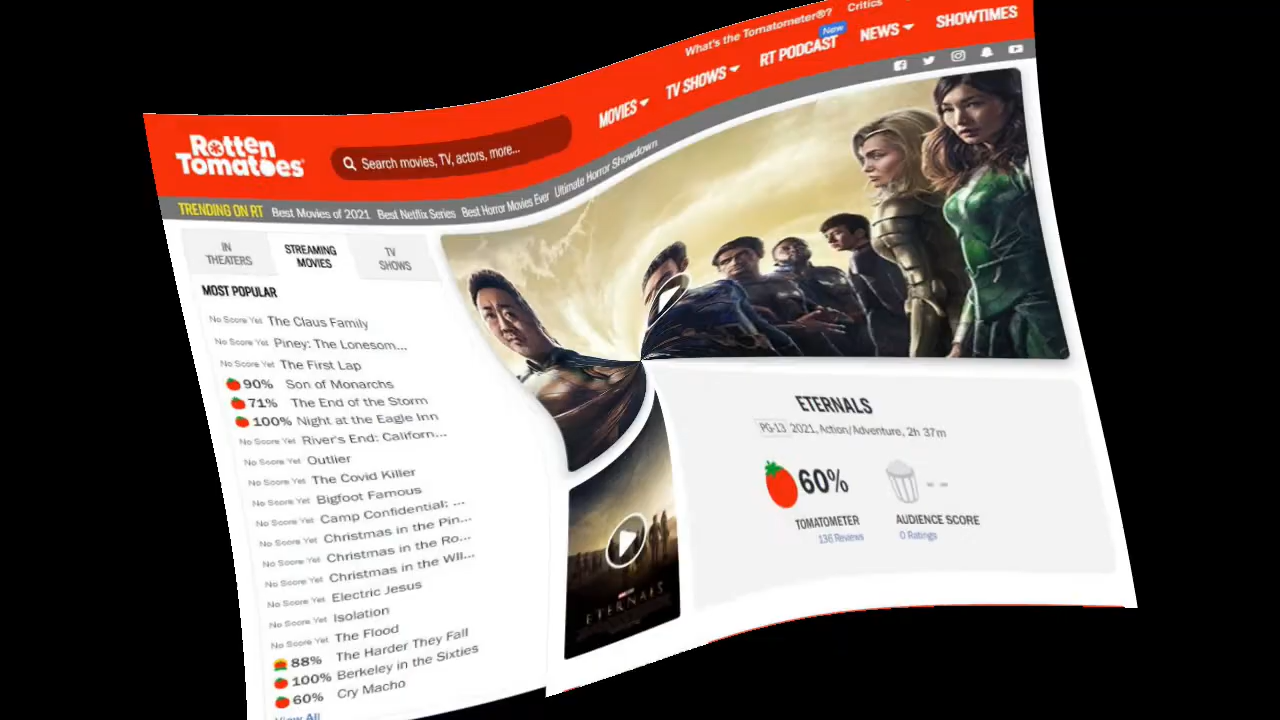 What's the Tomatometer®? Critics
Rotten Tomatoes
Search movies, TV, actors, more...
MOVIES TV SHOWS RT PODCAST New NEWS SHOWTIMES
TRENDING ON RT Best Movies of 2021 Best Netflix Series Best Horror Movies Ever Ultimate Horror Showdown
IN THEATERS
STREAMING MOVIES
TV SHOWS
MOST POPULAR
No Score Yet The Claus Family
No Score Yet Piney: The Lonesom...
No Score Yet The First Lap
90% Son of Monarchs
71% The End of the Storm
100% Night at the Eagle Inn
No Score Yet River's End: Californ...
No Score Yet Outlier
No Score Yet The Covid Killer
No Score Yet Bigfoot Famous
No Score Yet Camp Confidential: ...
No Score Yet Christmas in the Pin...
No Score Yet Christmas in the Ro...
No Score Yet Christmas in the Wil...
No Score Yet Electric Jesus
No Score Yet Isolation
No Score Yet The Flood
88% The Harder They Fall
100% Berkeley in the Sixties
60% Cry Macho
View All
ETERNALS
ETERNALS
PG-13 2021, Action/Adventure, 2h 37m
60%
-- --
TOMATOMETER
136 Reviews
AUDIENCE SCORE
0 Ratings